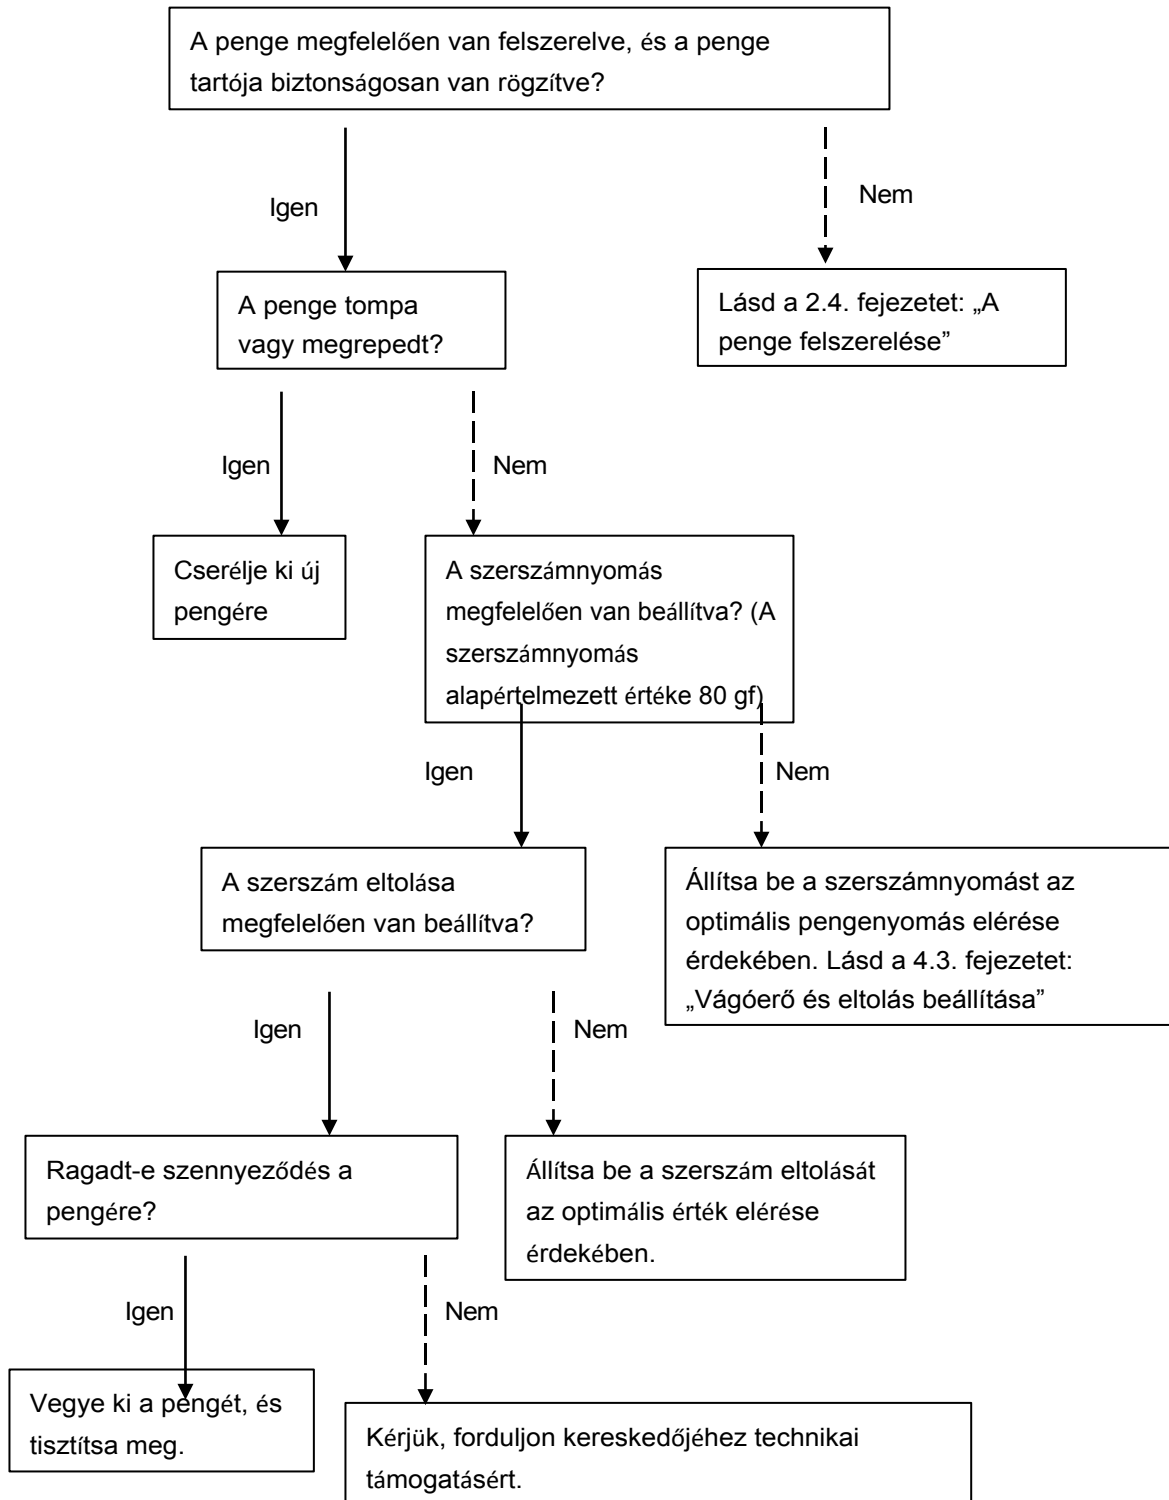 A penge megfelelően van felszerelve, és a penge
tartója biztonságosan van rögzítve?
Igen
Nem
A penge tompa
vagy megrepedt?
Lásd a 2.4. fejezetet: „A
penge felszerelése”
Igen
Nem
Cserélje ki új
pengére
A szerszámnyomás
megfelelően van beállítva? (A
szerszámnyomás
alapértelmezett értéke 80 gf)
Igen
Nem
A szerszám eltolása
megfelelően van beállítva?
Állítsa be a szerszámnyomást az
optimális pengenyomás elérése
érdekében. Lásd a 4.3. fejezetet:
„Vágóerő és eltolás beállítása”
Igen
Nem
Ragadt-e szennyeződés a
pengére?
Állítsa be a szerszám eltolását
az optimális érték elérése
érdekében.
Igen
Nem
Vegye ki a pengét, és
tisztítsa meg.
Kérjük, forduljon kereskedőjéhez technikai
támogatásért.